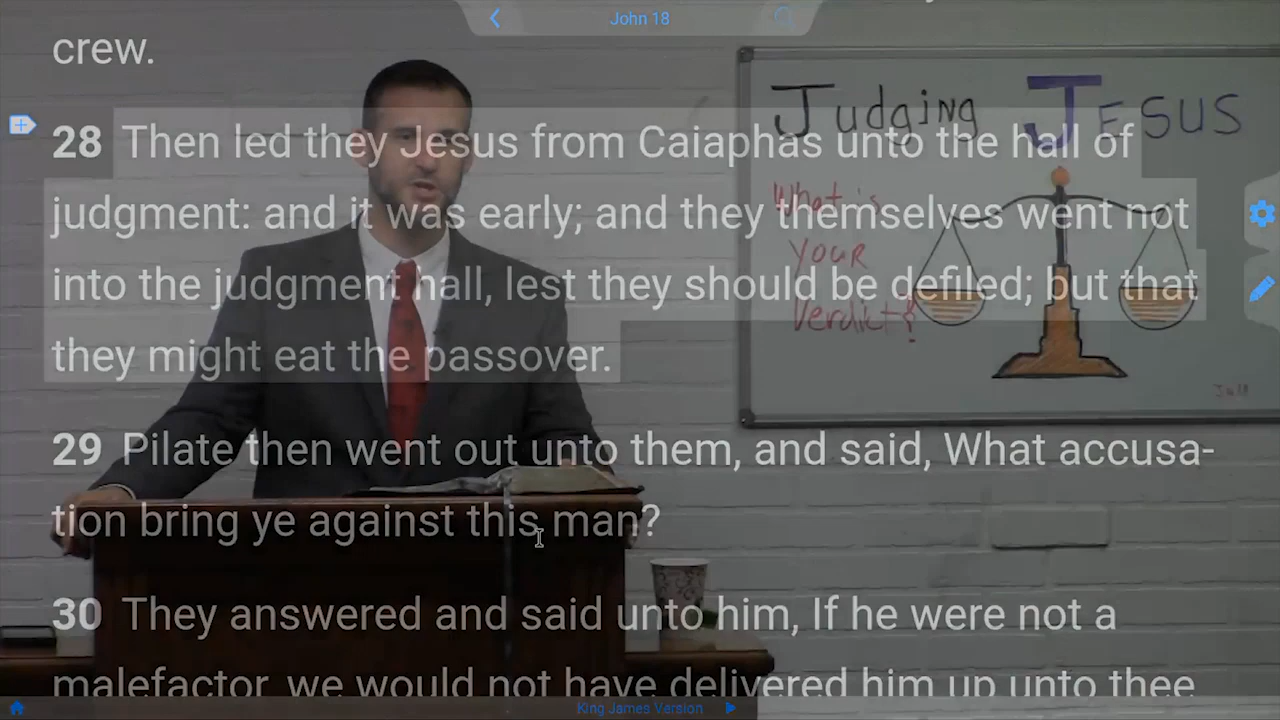 John 18
crew.
Judging JESUS
28 Then led they Jesus from Caiaphas unto the hall of
judgment: and it was early; and they themselves went not
into the judgment hall, lest they should be defiled; but that
they might eat the passover.
What is
YOUR
Verdict?
29 Pilate then went out unto them, and said, What accusa-
tion bring ye against this man?
30 They answered and said unto him, If he were not a
malefactor, we would not have delivered him up unto thee
King James Version